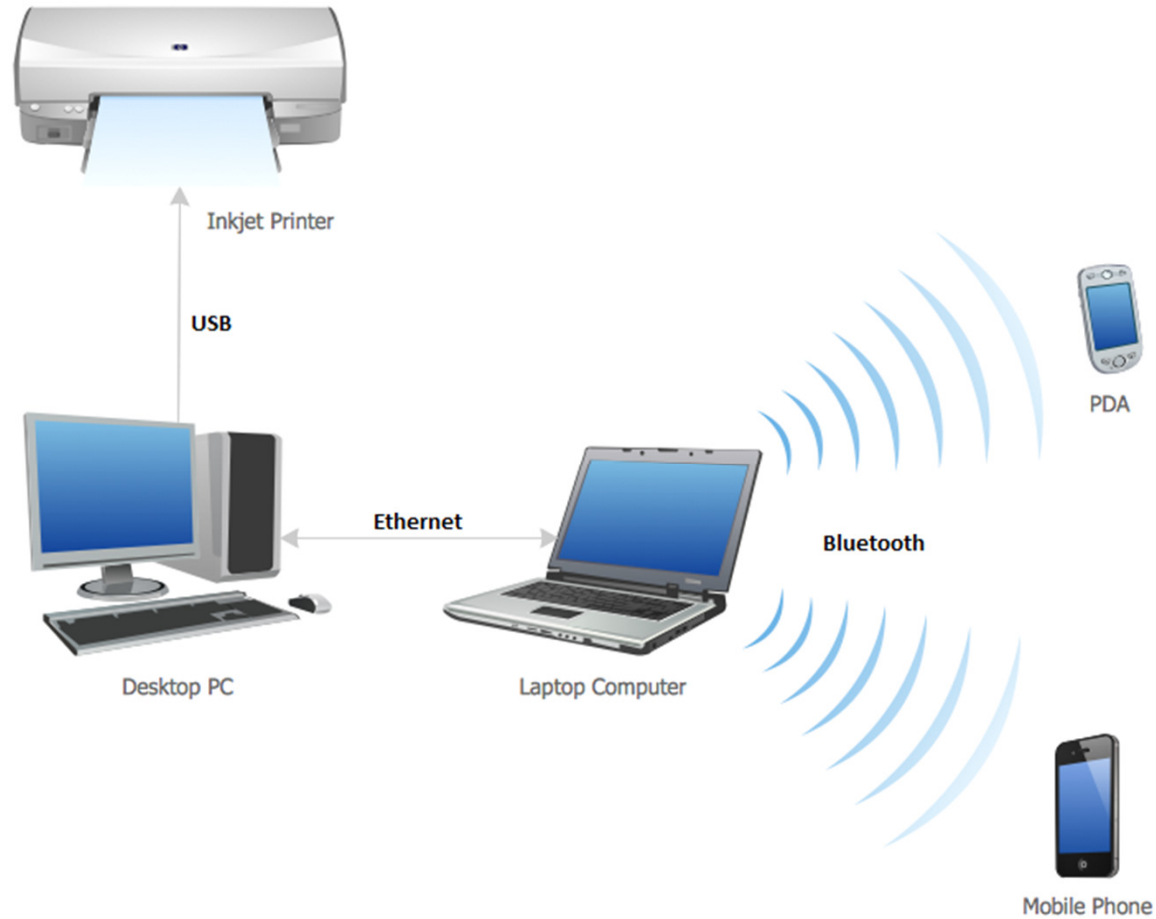 Inkjet Printer
USB
PDA
Ethernet
Bluetooth
Desktop PC
Laptop Computer
Mobile Phone